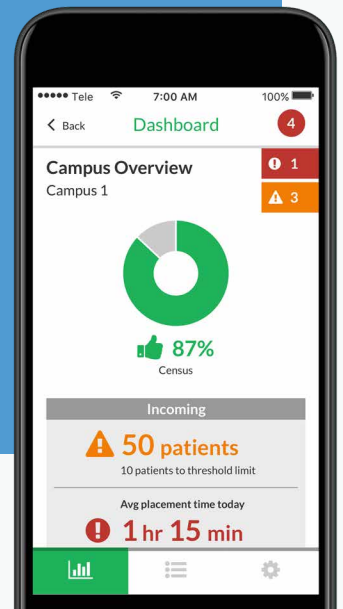 Tele 7:00 AM 100%
Back Dashboard 4
Campus Overview
Campus 1
1
3
87%
Census
Incoming
50 patients
10 patients to threshold limit
Avg placement time today
1 hr 15 min